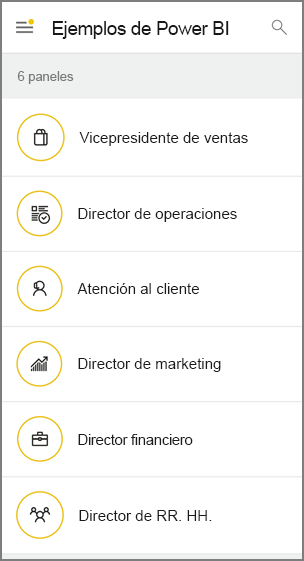 Ejemplos de Power BI
6 paneles
Vicepresidente de ventas
Director de operaciones
Atención al cliente
Director de marketing
Director financiero
Director de RR. HH.